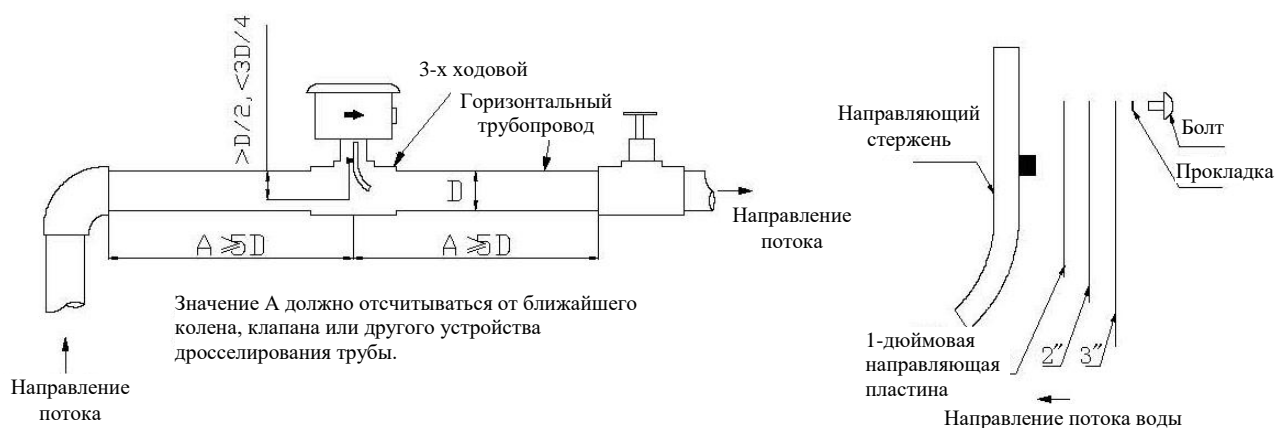 >D/2, <3D/4
3-х ходовой
Горизонтальный
трубопровод
D
Направление
потока
A ⩾5D
A ⩾5D
Значение А должно отсчитываться от ближайшего
колена, клапана или другого устройства
дросселирования трубы.
Направление
потока
Направляющий
стержень
Болт
Прокладка
1-дюймовая
направляющая
пластина
2"
3"
Направление потока воды